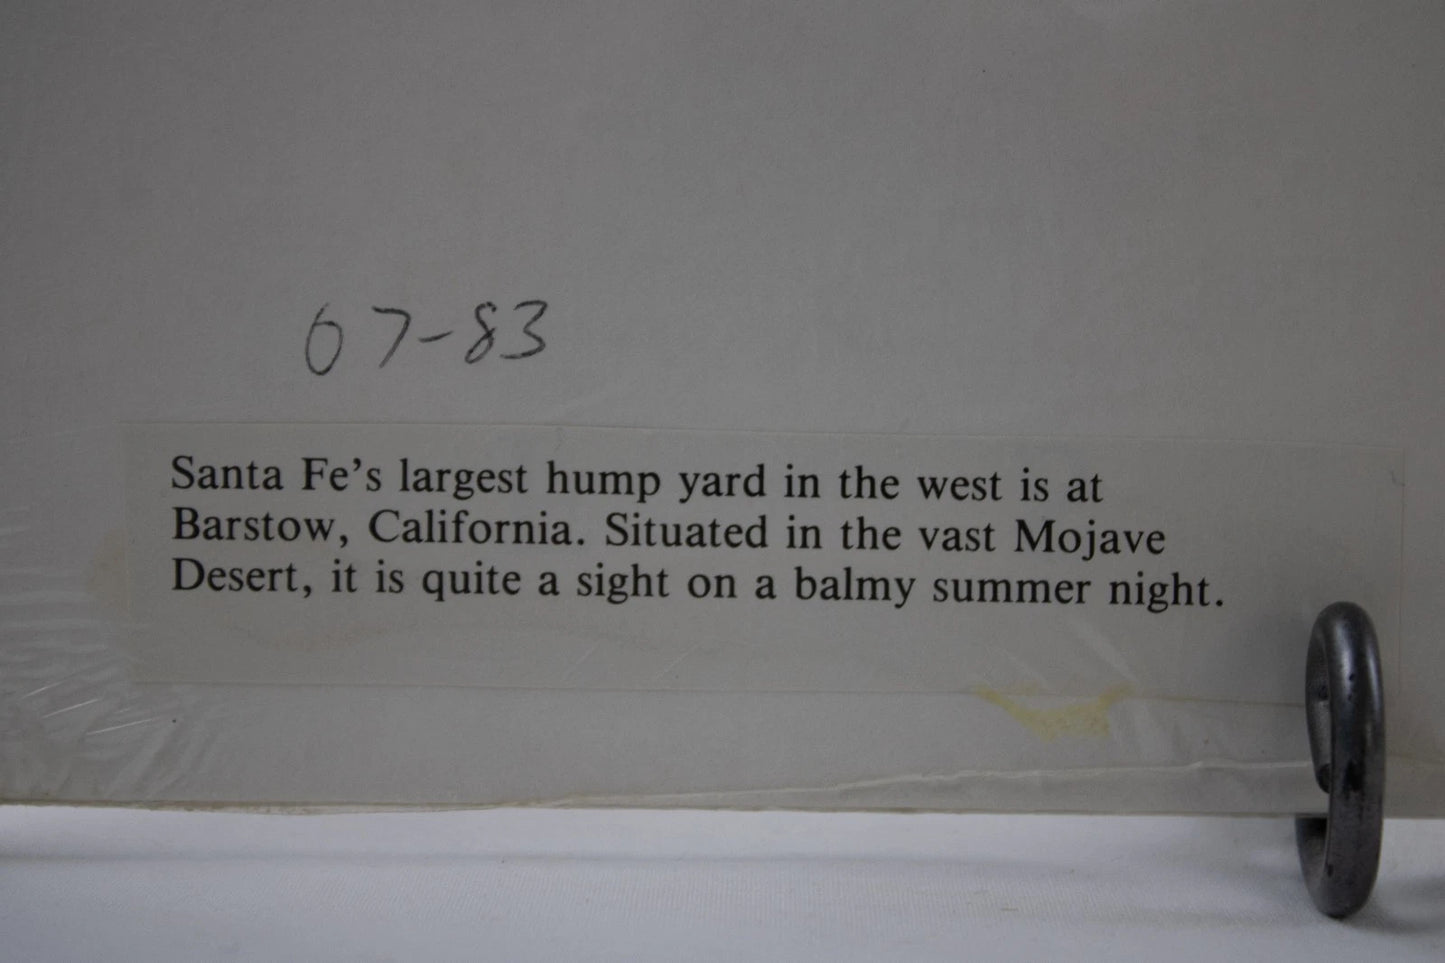 07-83
Santa Fe's largest hump yard in the west is at
Barstow, California. Situated in the vast Mojave
Desert, it is quite a sight on a balmy summer night.